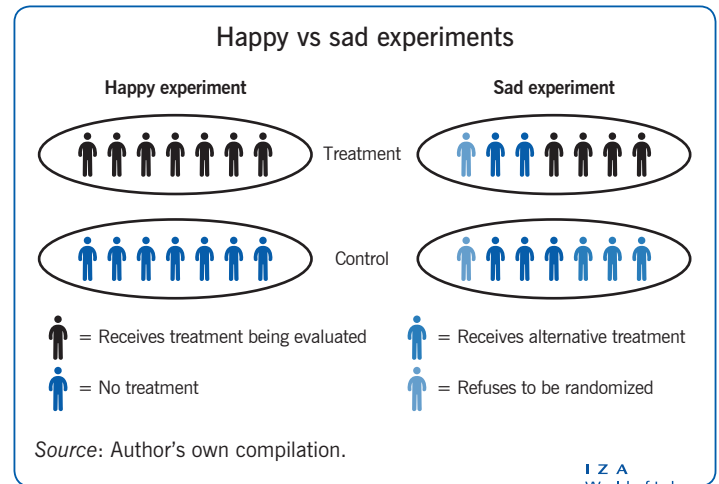 Happy vs sad experiments
Happy experiment
Sad experiment
Treatment
Control
= Receives treatment being evaluated
= Receives alternative treatment
= No treatment
= Refuses to be randomized
Source: Author's own compilation.
I Z A